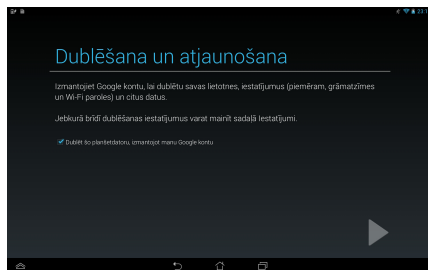 Dublēšana un atjaunošana
Izmantojiet Google kontu, lai dublētu savas lietotnes, iestatījumus (piemēram, grāmatzīmes
un Wi-Fi paroles) un citus datus.
Jebkurā brīdī dublēšanas iestatījumus varat mainīt sadaļā Iestatījumi.
Dublēt šo planšetdatoru, izmantojot manu Google kontu